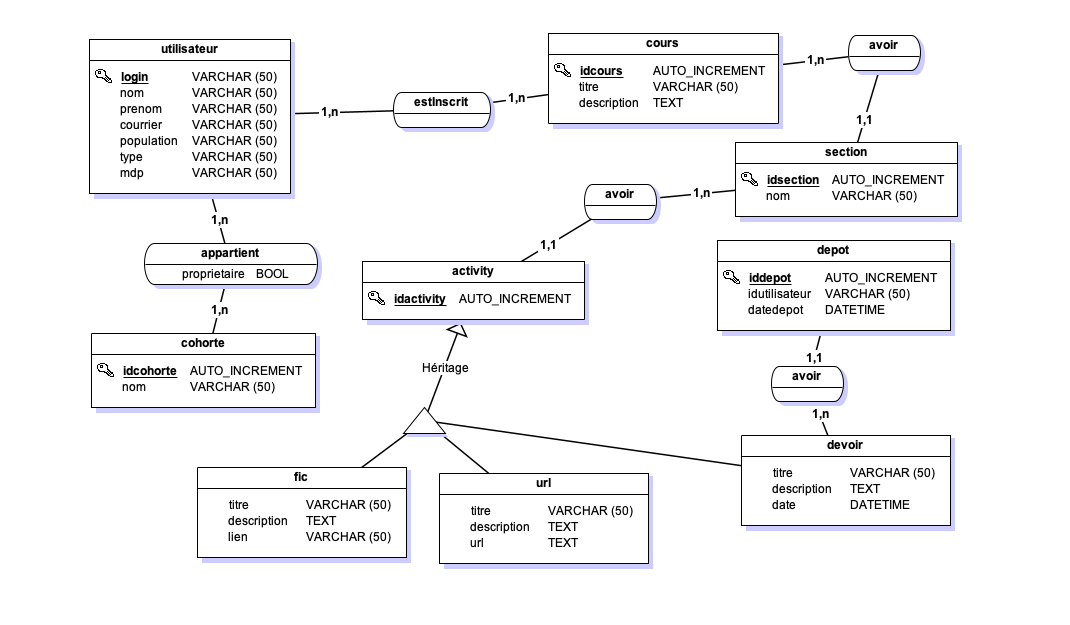 utilisateur
login VARCHAR (50)
nom VARCHAR (50)
prenom VARCHAR (50)
courrier VARCHAR (50)
population VARCHAR (50)
type VARCHAR (50)
mdp VARCHAR (50)
1,n
estInscrit
1,n
cours
idcours AUTO_INCREMENT
titre VARCHAR (50)
description TEXT
1,n
avoir
1,1
section
idsection AUTO_INCREMENT
nom VARCHAR (50)
1,n
avoir
1,1
activity
idactivity AUTO_INCREMENT
1,n
appartient
proprietaire BOOL
1,n
cohorte
idcohorte AUTO_INCREMENT
nom VARCHAR (50)
depot
iddepot AUTO_INCREMENT
idutilisateur VARCHAR (50)
datedepot DATETIME
1,1
avoir
1,n
devoir
titre VARCHAR (50)
description TEXT
date DATETIME
Héritage
fic
titre VARCHAR (50)
description TEXT
lien VARCHAR (50)
url
titre VARCHAR (50)
description TEXT
url TEXT